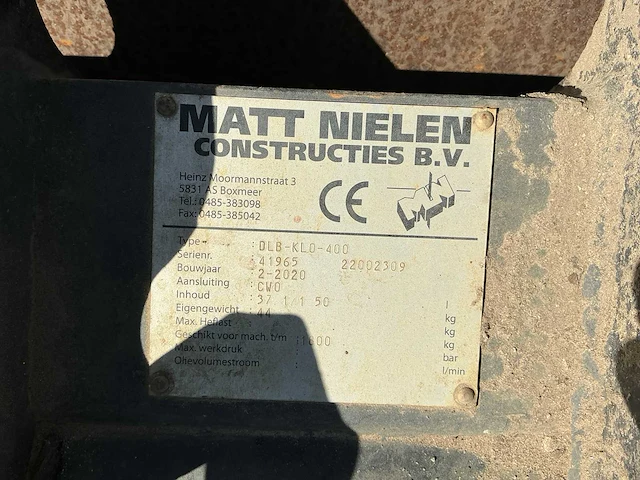 MATT NIELEN
CONSTRUCTIES B.V.
Heinz Moormannstraat 3
5831 AS Boxmeer
Tel.: 0485-383098
Fax: 0485-385042
CE
Type : DLB-KLO-400
Serienr. : 41965 22002309
Bouwjaar : 2-2020
Aansluiting : CW0
Inhoud : 37 1/1 50 l
Eigengewicht : 44 kg
Max. Heflast kg
Geschikt voor mach. t/m : kg
Max. werkdruk bar
Olievolumestroom : l/min